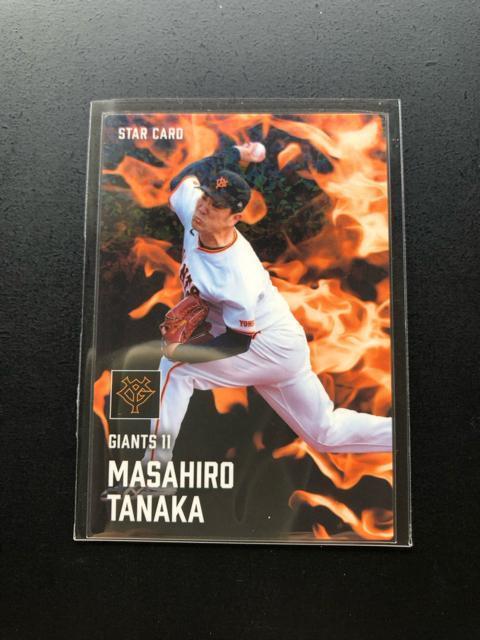 STAR CARD
GIANTS 11
MASAHIRO
TANAKA